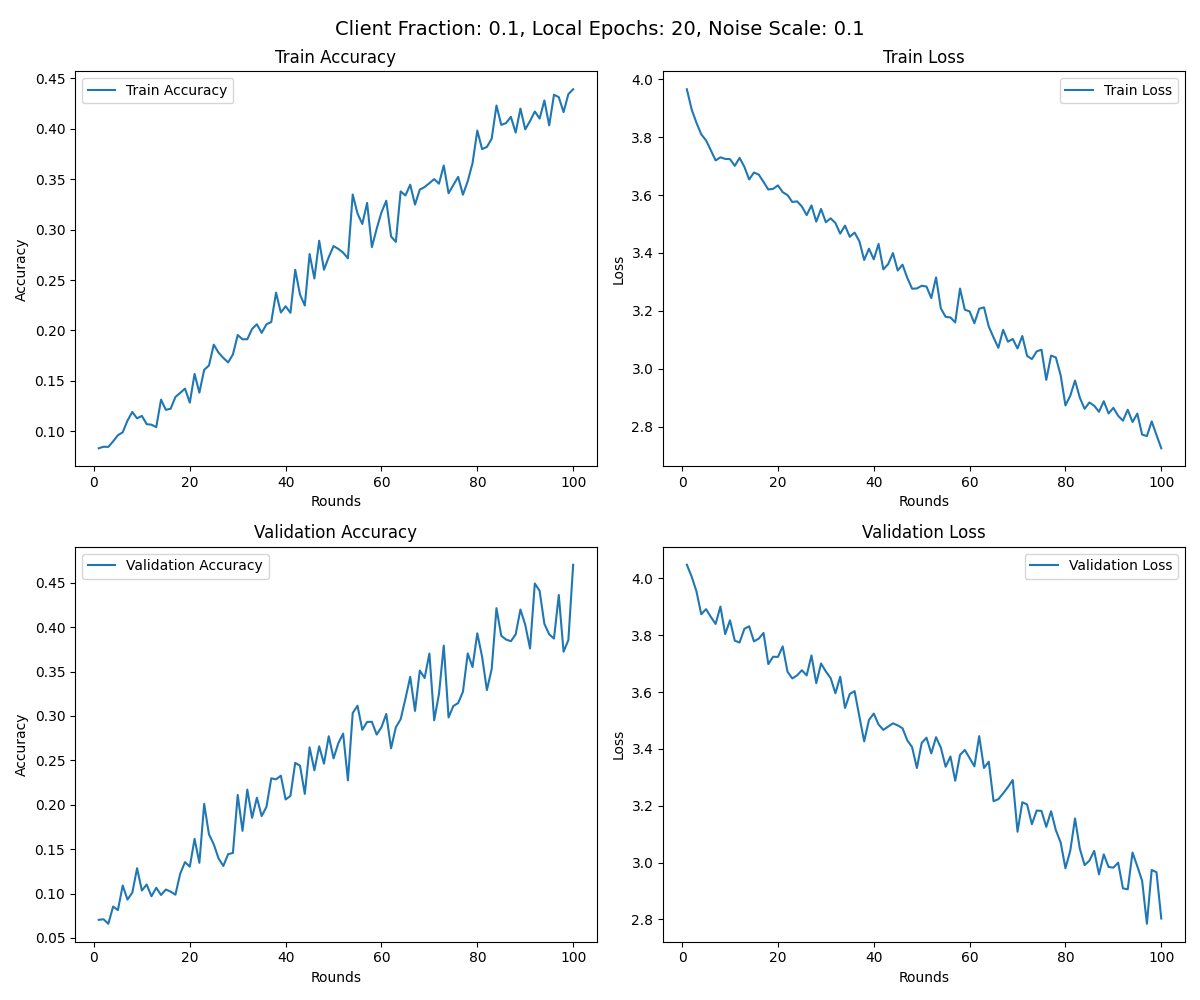 Client Fraction: 0.1, Local Epochs: 20, Noise Scale: 0.1
Train Accuracy
Train Accuracy
0.45
0.40
0.35
0.30
0.25
0.20
0.15
0.10
Accuracy
0 20 40 60 80 100
Rounds
Train Loss
Train Loss
4.0
3.8
3.6
3.4
3.2
3.0
2.8
Loss
0 20 40 60 80 100
Rounds
Validation Accuracy
Validation Accuracy
0.45
0.40
0.35
0.30
0.25
0.20
0.15
0.10
0.05
Accuracy
0 20 40 60 80 100
Rounds
Validation Loss
Validation Loss
4.0
3.8
3.6
3.4
3.2
3.0
2.8
Loss
0 20 40 60 80 100
Rounds